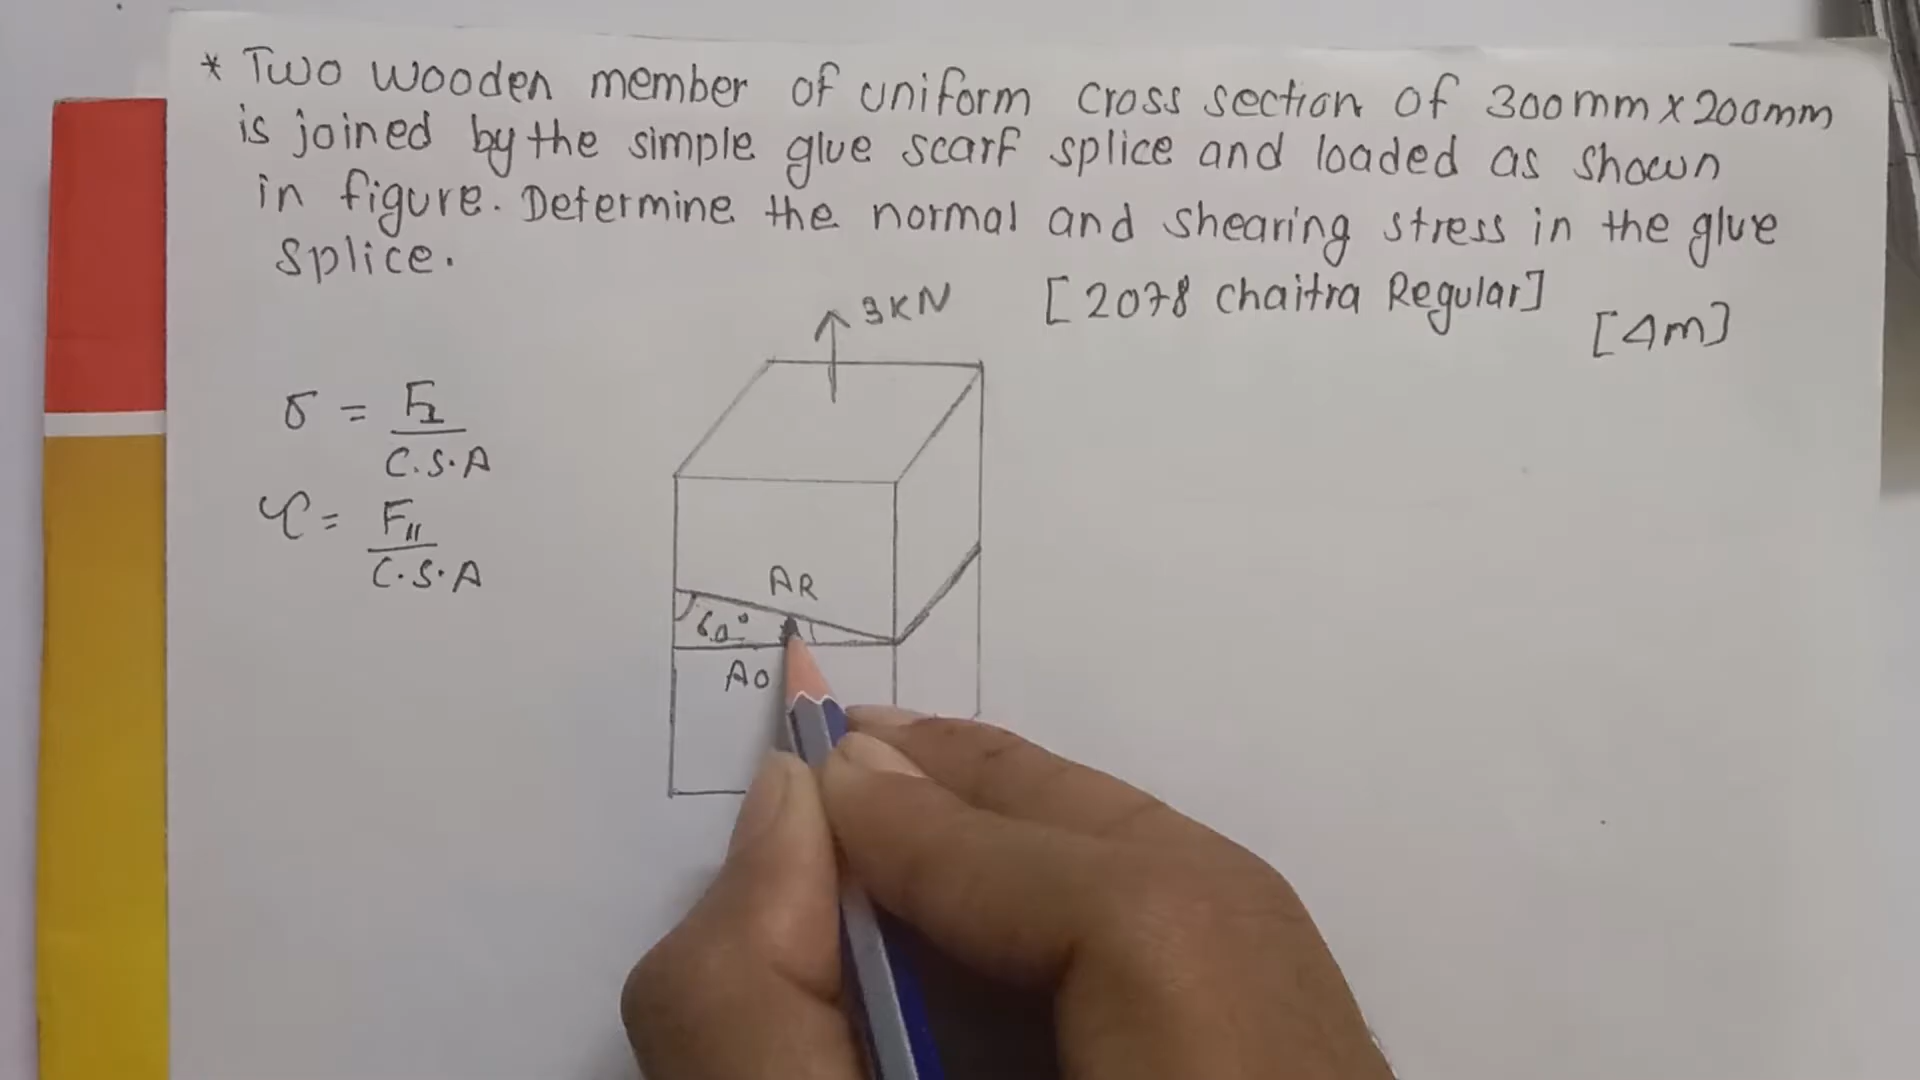 * Two wooden member of uniform cross section of 300mm x 200mm
is joined by the simple glue scarf splice and loaded as shown
in figure. Determine the normal and shearing stress in the glue
splice.
[2078 chaitra Regular]
[4m]
3KN
σ = F⊥
C.S.A
τ = F||
C.S.A
AR
60°
AO